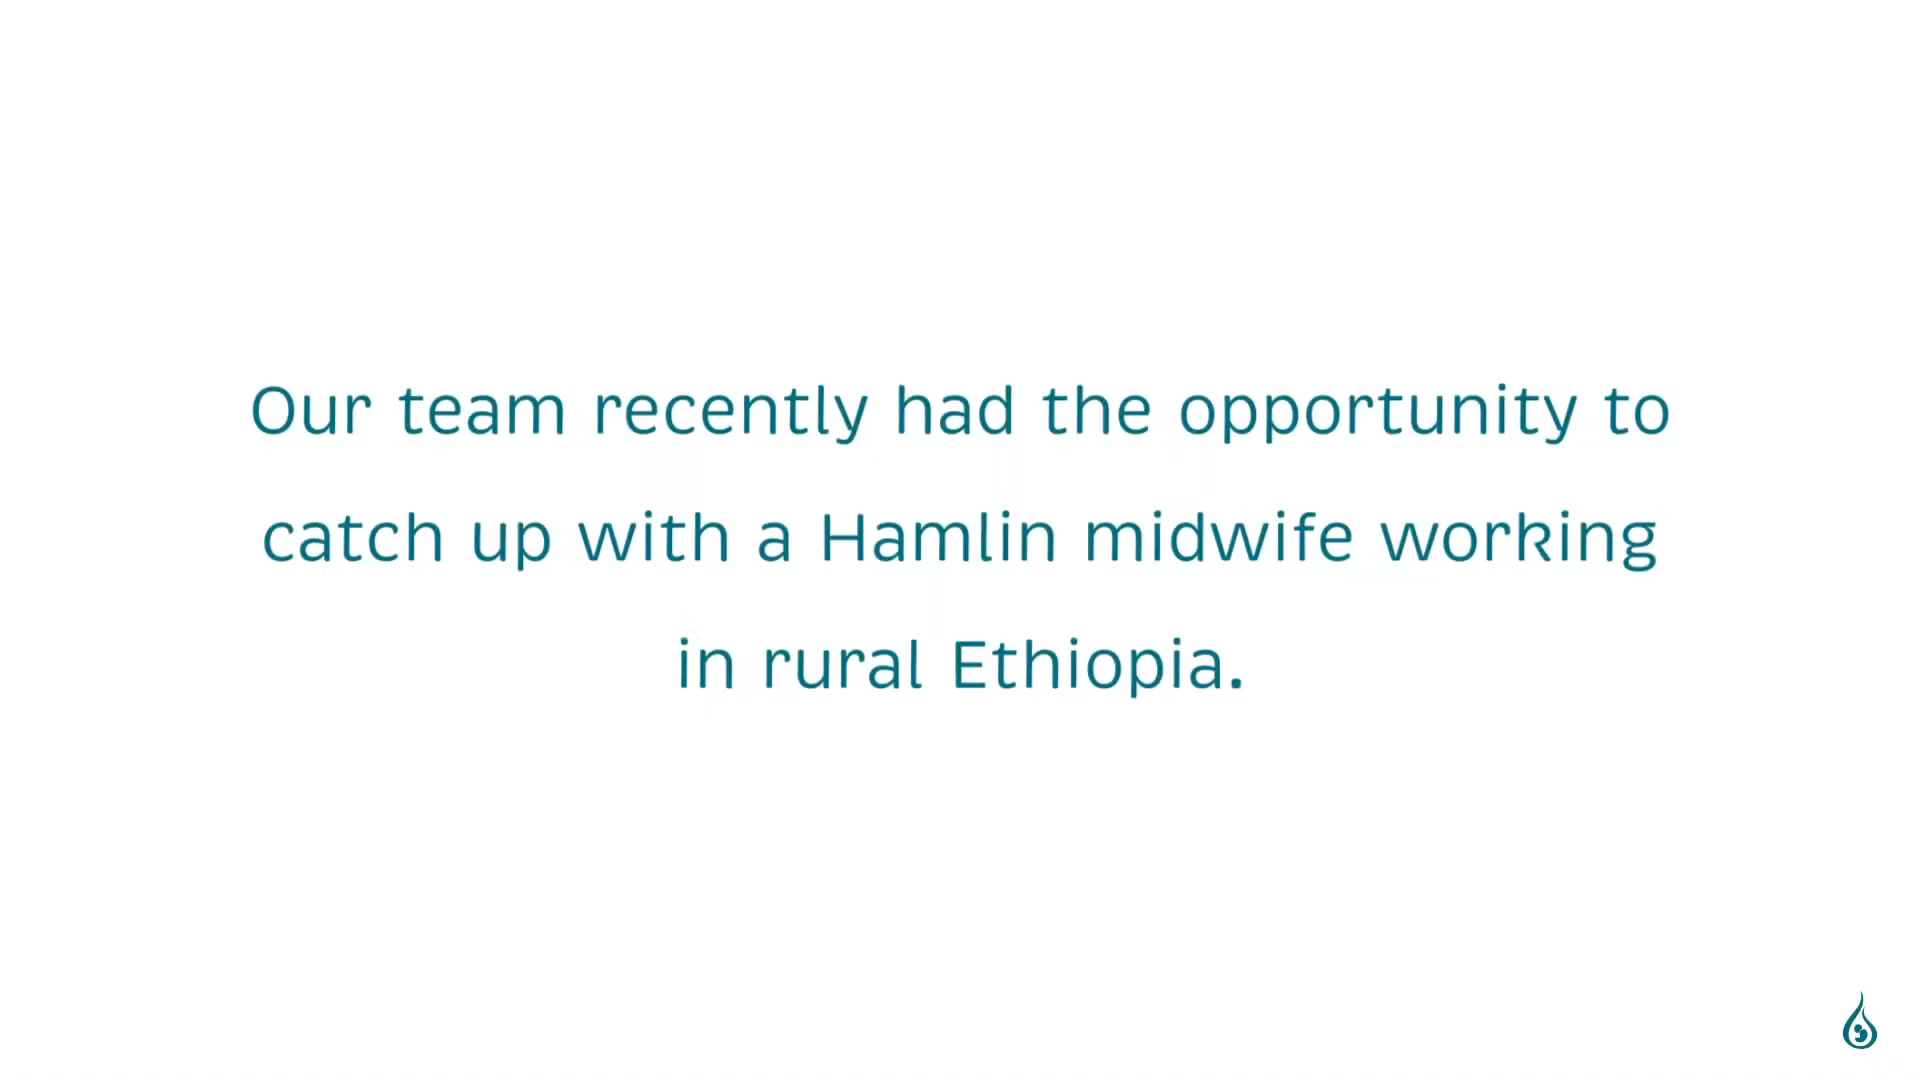 Our team recently had the opportunity to
catch up with a Hamlin midwife working
in rural Ethiopia.